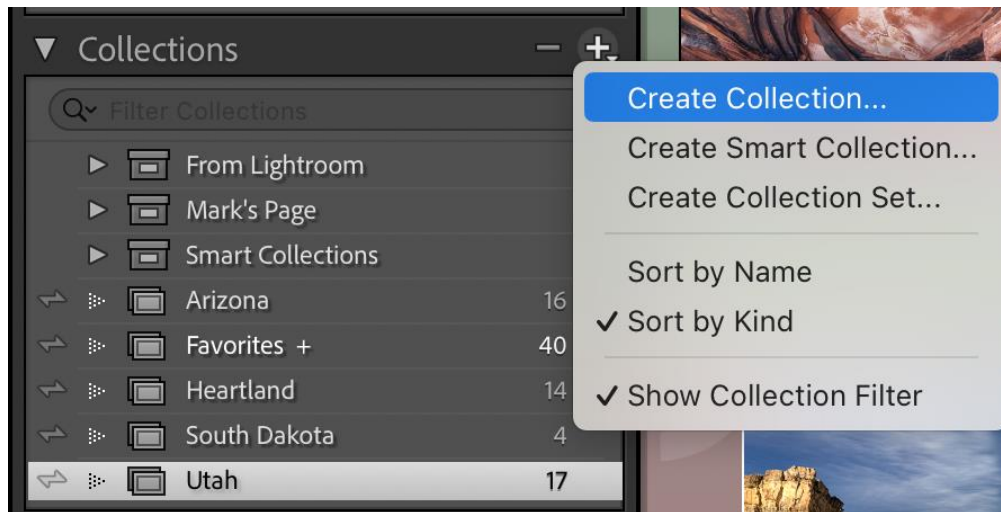 Collections
Filter Collections
From Lightroom
Mark's Page
Smart Collections
Arizona 16
Favorites + 40
Heartland 14
South Dakota 4
Utah 17
Create Collection...
Create Smart Collection...
Create Collection Set...
Sort by Name
✓ Sort by Kind
✓ Show Collection Filter